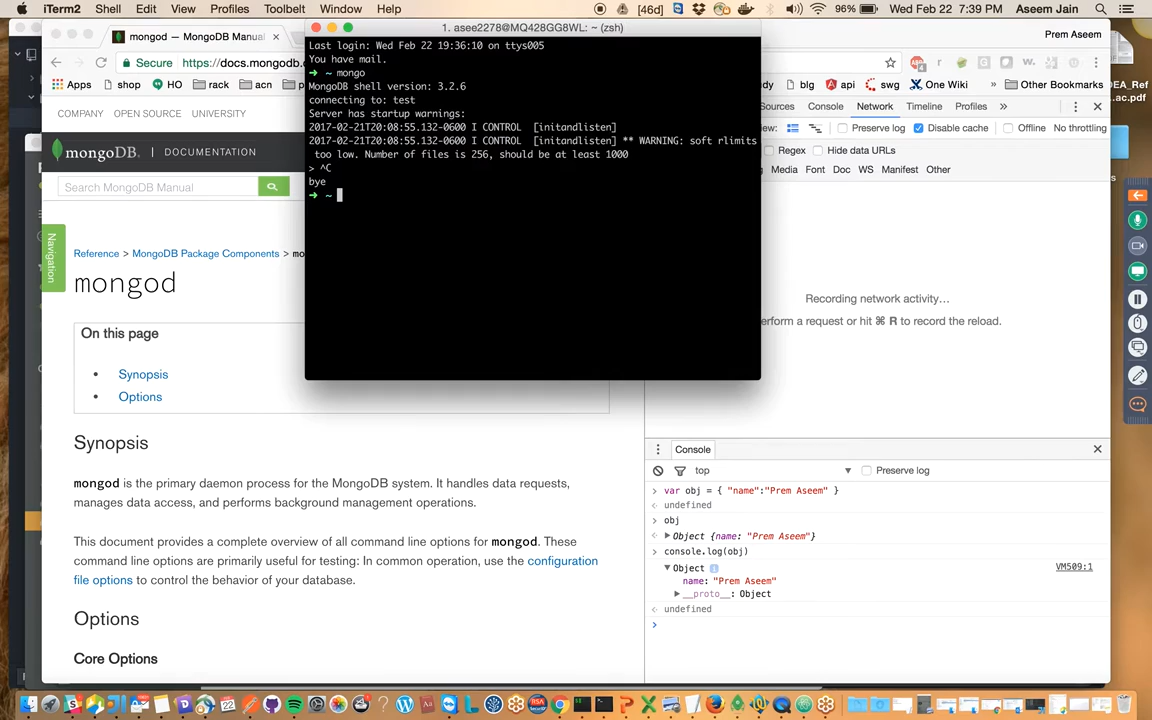 iTerm2 Shell Edit View Profiles Toolbelt Window Help [46d] 96% Wed Feb 22 7:39 PM Aseem Jain
mongod — MongoDB Manual
Prem Aseem
Secure https://docs.mongodb.
Apps shop HO rack acn blg api swg One Wiki » Other Bookmarks
1. asee2278@MQ428GG8WL: ~ (zsh)
Last login: Wed Feb 22 19:36:10 on ttys005
You have mail.
➜ ~ mongo
MongoDB shell version: 3.2.6
connecting to: test
Server has startup warnings:
2017-02-21T20:08:55.132-0600 I CONTROL [initandlisten]
2017-02-21T20:08:55.132-0600 I CONTROL [initandlisten] ** WARNING: soft rlimits
too low. Number of files is 256, should be at least 1000
> ^C
bye
➜ ~
COMPANY OPEN SOURCE UNIVERSITY
mongoDB. | DOCUMENTATION
Search MongoDB Manual
Navigation
Reference > MongoDB Package Components > mo
mongod
On this page
• Synopsis
• Options
Synopsis
mongod is the primary daemon process for the MongoDB system. It handles data requests,
manages data access, and performs background management operations.
This document provides a complete overview of all command line options for mongod. These
command line options are primarily useful for testing: In common operation, use the configuration
file options to control the behavior of your database.
Options
Core Options
Sources Console Network Timeline Profiles »
iew: Preserve log Disable cache Offline No throttling
Regex Hide data URLs
Media Font Doc WS Manifest Other
Recording network activity…
erform a request or hit ⌘ R to record the reload.
Console
top Preserve log
> var obj = { "name":"Prem Aseem" }
undefined
> obj
Object {name: "Prem Aseem"}
> console.log(obj)
Object VM509:1
name: "Prem Aseem"
__proto__: Object
undefined
>
DEA_Ref
.ac.pdf